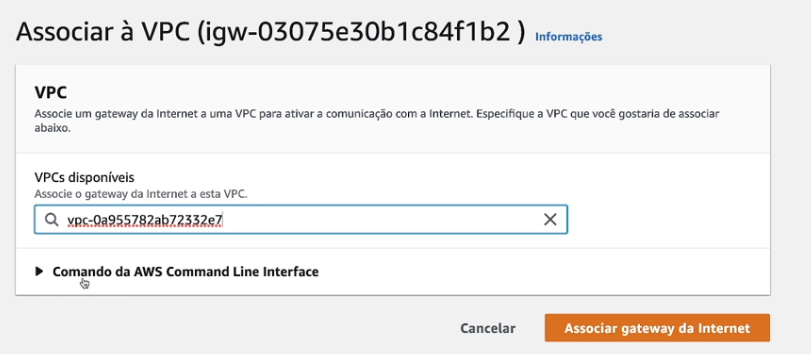 Associar à VPC (igw-03075e30b1c84f1b2 ) Informações
VPC
Associe um gateway da Internet a uma VPC para ativar a comunicação com a Internet. Especifique a VPC que você gostaria de associar
abaixo.
VPCs disponíveis
Associe o gateway da Internet a esta VPC.
vpc-0a955782ab72332e7
Comando da AWS Command Line Interface
Cancelar Associar gateway da Internet